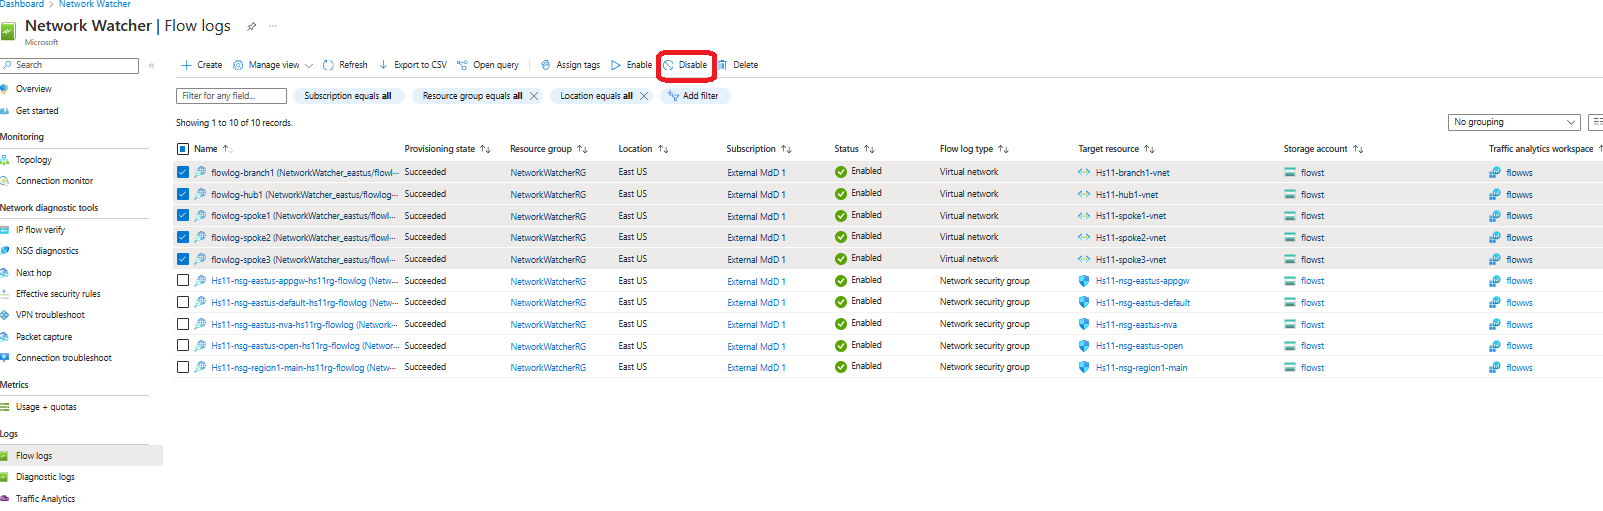 Dashboard > Network Watcher >
Network Watcher | Flow logs
Microsoft
Search
Overview
Get started
Monitoring
Topology
Connection monitor
Network diagnostic tools
IP flow verify
NSG diagnostics
Next hop
Effective security rules
VPN troubleshoot
Packet capture
Connection troubleshoot
Metrics
Usage + quotas
Logs
Flow logs
Diagnostic logs
Traffic Analytics
Create Manage view Refresh Export to CSV Open query Assign tags Enable Disable Delete
Filter for any field... Subscription equals all Resource group equals all Location equals all Add filter
Showing 1 to 10 of 10 records. No grouping
Name Provisioning state Resource group Location Subscription Status Flow log type Target resource Storage account Traffic analytics workspace
flowlog-branch1 (NetworkWatcher_eastus/flowl... Succeeded NetworkWatcherRG East US External MdD 1 Enabled Virtual network Hs11-branch1-vnet flowst flowws
flowlog-hub1 (NetworkWatcher_eastus/flowlog... Succeeded NetworkWatcherRG East US External MdD 1 Enabled Virtual network Hs11-hub1-vnet flowst flowws
flowlog-spoke1 (NetworkWatcher_eastus/flowl... Succeeded NetworkWatcherRG East US External MdD 1 Enabled Virtual network Hs11-spoke1-vnet flowst flowws
flowlog-spoke2 (NetworkWatcher_eastus/flowl... Succeeded NetworkWatcherRG East US External MdD 1 Enabled Virtual network Hs11-spoke2-vnet flowst flowws
flowlog-spoke3 (NetworkWatcher_eastus/flowl... Succeeded NetworkWatcherRG East US External MdD 1 Enabled Virtual network Hs11-spoke3-vnet flowst flowws
Hs11-nsg-eastus-appgw-hs11rg-flowlog (Netw... Succeeded NetworkWatcherRG East US External MdD 1 Enabled Network security group Hs11-nsg-eastus-appgw flowst flowws
Hs11-nsg-eastus-default-hs11rg-flowlog (Netw... Succeeded NetworkWatcherRG East US External MdD 1 Enabled Network security group Hs11-nsg-eastus-default flowst flowws
Hs11-nsg-eastus-nva-hs11rg-flowlog (Network... Succeeded NetworkWatcherRG East US External MdD 1 Enabled Network security group Hs11-nsg-eastus-nva flowst flowws
Hs11-nsg-eastus-open-hs11rg-flowlog (Networ... Succeeded NetworkWatcherRG East US External MdD 1 Enabled Network security group Hs11-nsg-eastus-open flowst flowws
Hs11-nsg-region1-main-hs11rg-flowlog (Netw... Succeeded NetworkWatcherRG East US External MdD 1 Enabled Network security group Hs11-nsg-region1-main flowst flowws